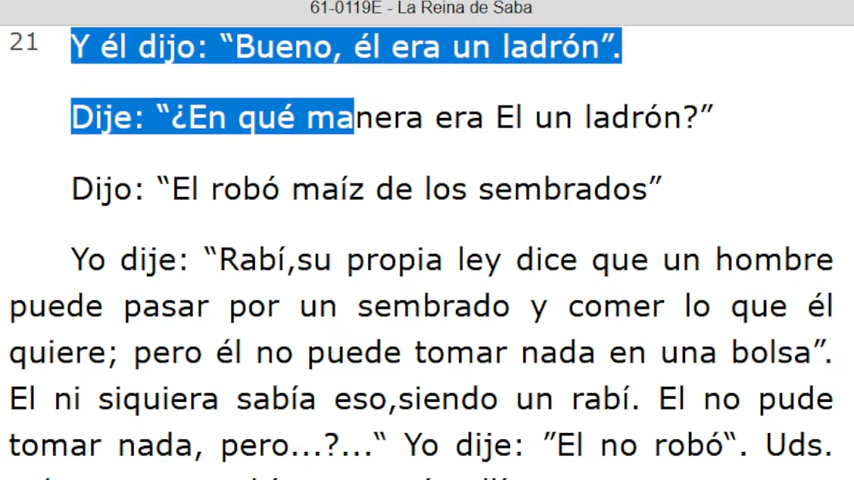 61-0119E - La Reina de Saba
21 Y él dijo: “Bueno, él era un ladrón”.
Dije: “¿En qué manera era El un ladrón?”
Dijo: “El robó maíz de los sembrados”
Yo dije: “Rabí,su propia ley dice que un hombre
puede pasar por un sembrado y comer lo que él
quiere; pero él no puede tomar nada en una bolsa”.
El ni siquiera sabía eso,siendo un rabí. El no pude
tomar nada, pero...?...“ Yo dije: ”El no robó“. Uds.